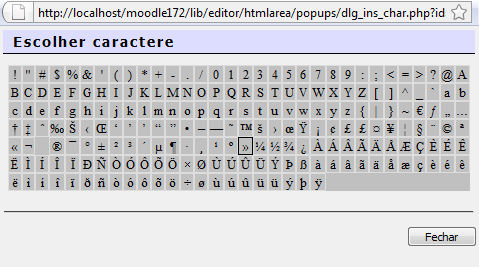 http://localhost/moodle172/lib/editor/htmlarea/popups/dlg_ins_char.php?id
Escolher caractere
! " # $ % & ' ( ) * + - . / 0 1 2 3 4 5 6 7 8 9 : ; < = > ? @ A
B C D E F G H I J K L M N O P Q R S T U V W X Y Z [ ] ^ _ ` a b
c d e f g h i j k l m n o p q r s t u v w x y z { | } ~ € ƒ „ …
† ‡ ˆ ‰ Š ‹ Œ ‘ ’ ’ “ ” • – — ˜ ™ š › œ Ÿ ¡ ¢ £ £ ¤ ¥ ¦ § ¨ © ª
« ¬ ® ¯ ° ± ² ³ ´ µ ¶ · ¸ ¹ º » ¼ ½ ¾ ¿ À Á Â Ã Ä Å Æ Ç È É Ê
Ë Ì Í Î Ï Ð Ñ Ò Ó Ô Õ Ö × Ø Ù Ú Û Ü Ý Þ ß à á â ã ä å æ ç è é ê
ë ì í î ï ð ñ ò ó ô õ ö ÷ ø ù ú û ü ý þ ÿ
Fechar